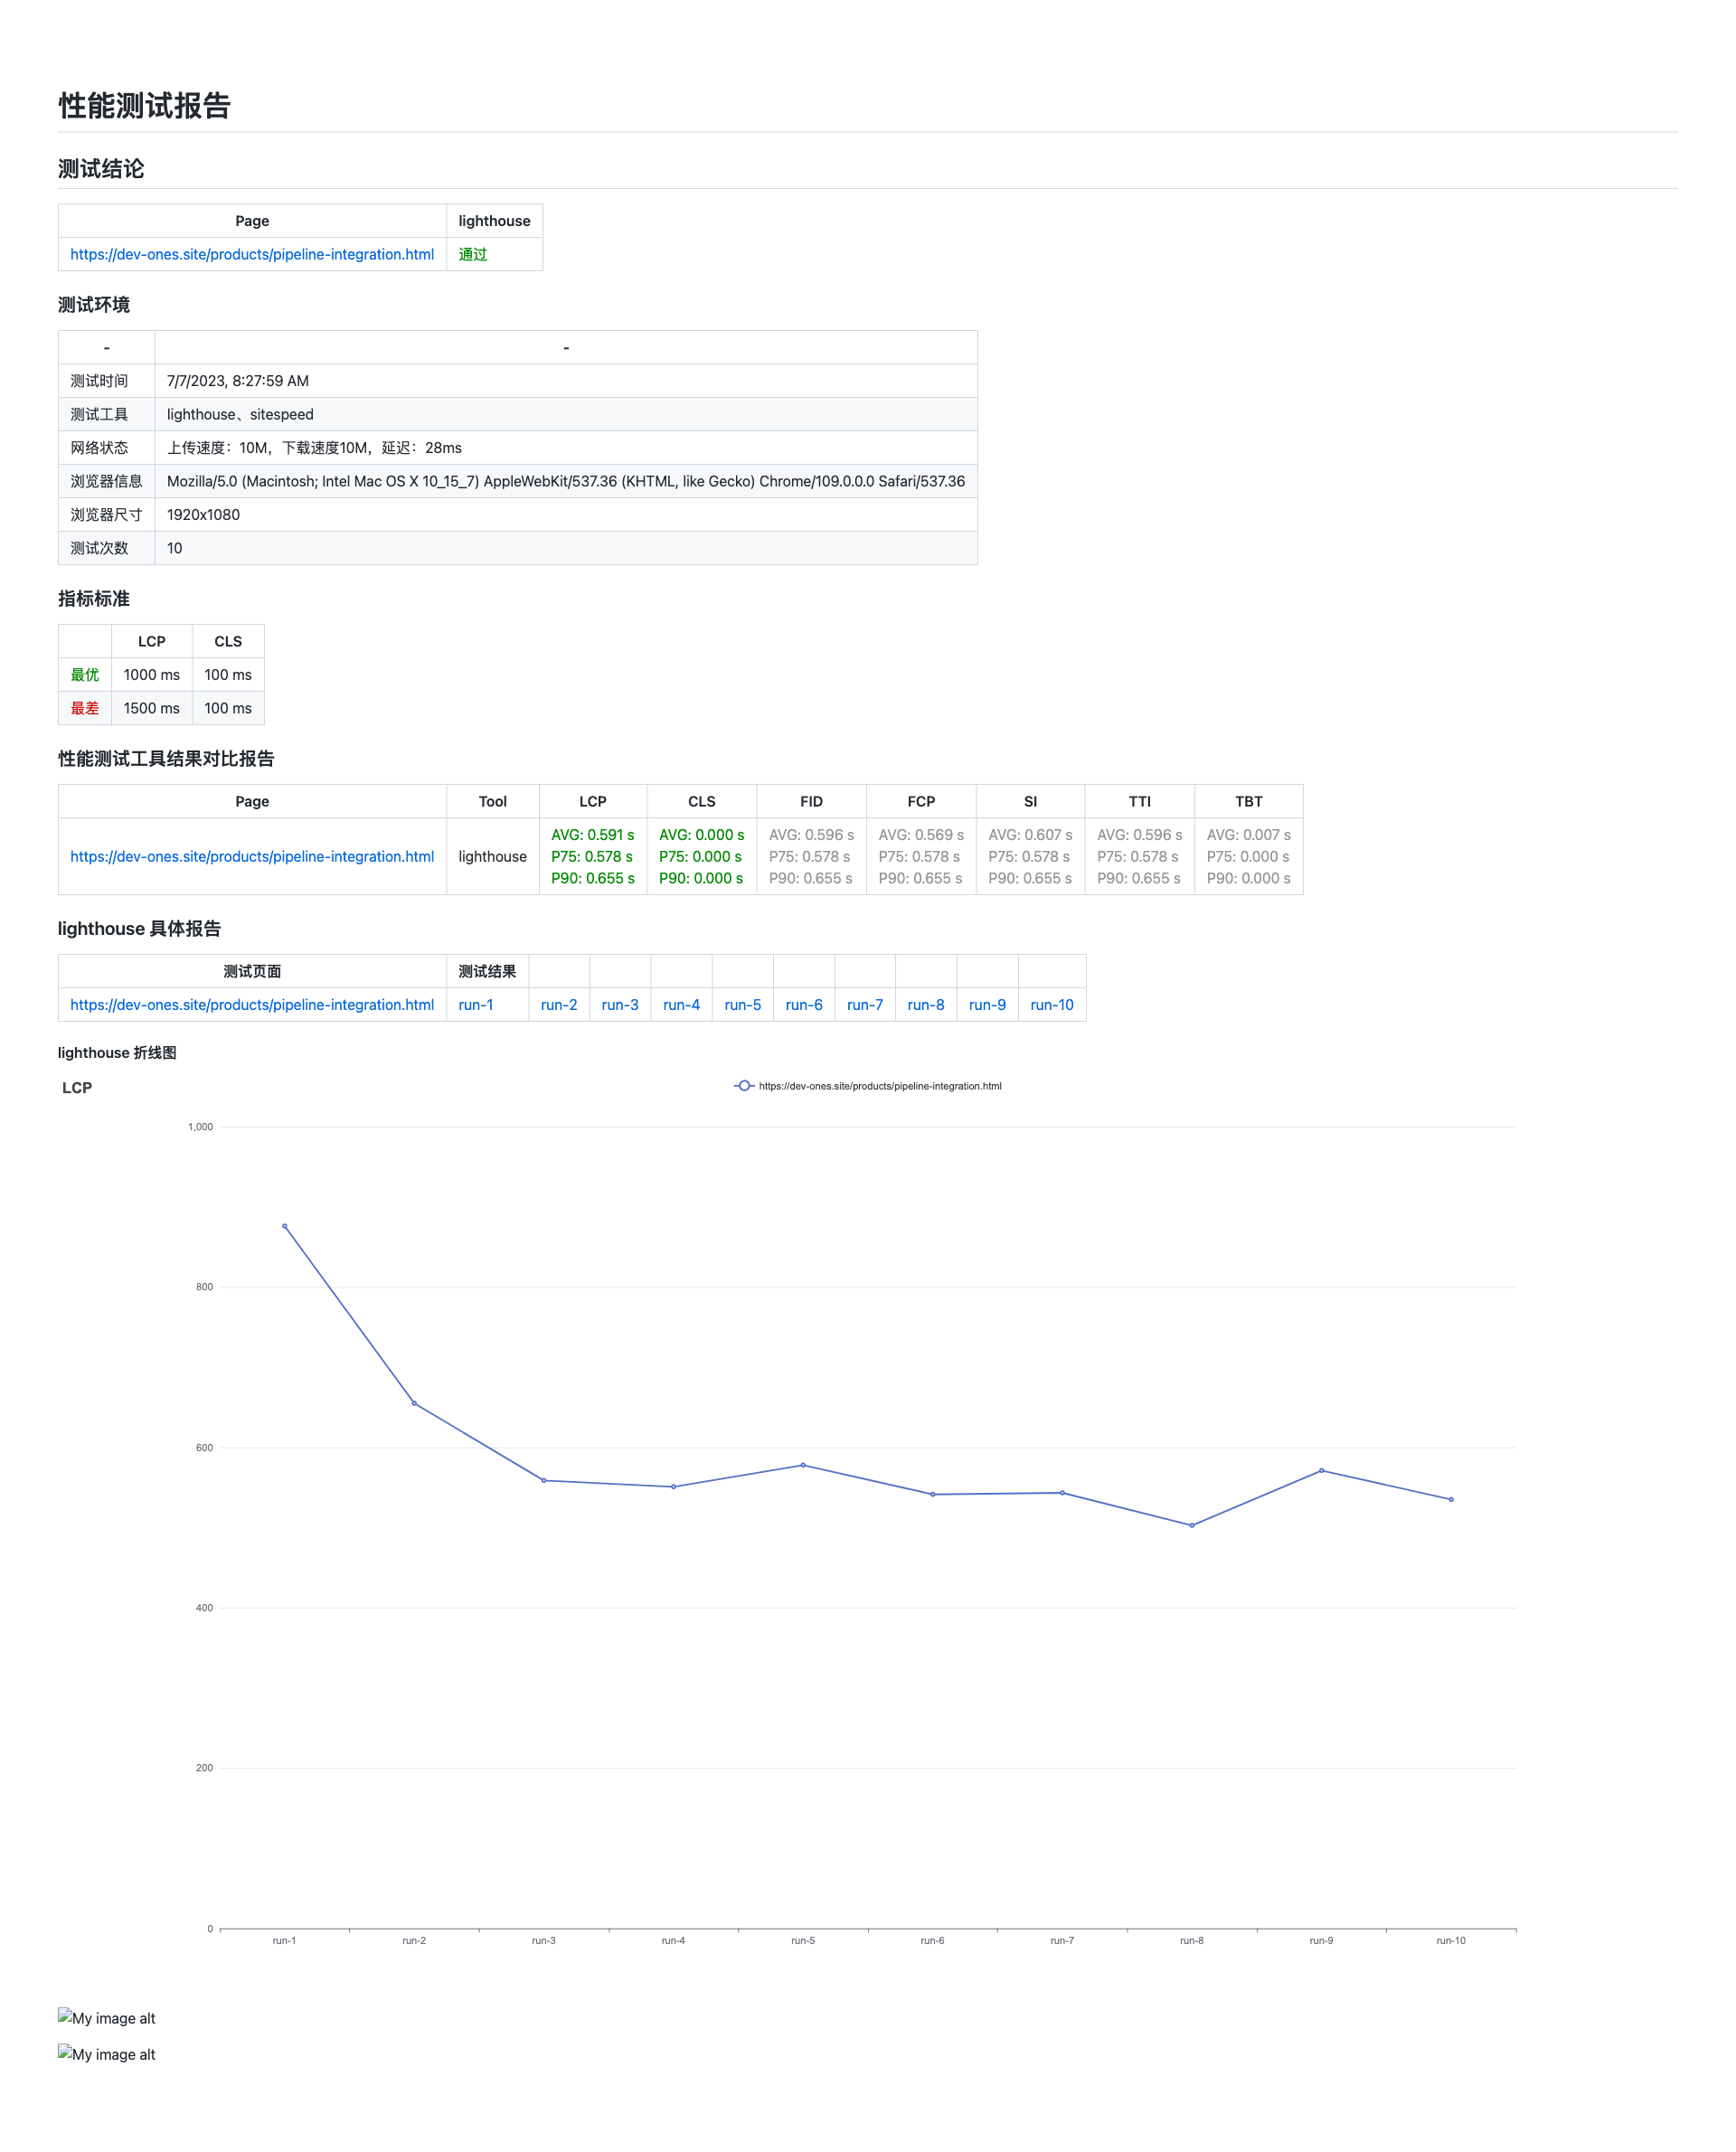 性能测试报告
测试结论
Page lighthouse
https://dev-ones.site/products/pipeline-integration.html 通过
测试环境
- -
测试时间 7/7/2023, 8:27:59 AM
测试工具 lighthouse、sitespeed
网络状态 上传速度：10M，下载速度10M，延迟：28ms
浏览器信息 Mozilla/5.0 (Macintosh; Intel Mac OS X 10_15_7) AppleWebKit/537.36 (KHTML, like Gecko) Chrome/109.0.0.0 Safari/537.36
浏览器尺寸 1920x1080
测试次数 10
指标标准
LCP CLS
最优 1000 ms 100 ms
最差 1500 ms 100 ms
性能测试工具结果对比报告
Page Tool LCP CLS FID FCP SI TTI TBT
AVG: 0.591 s AVG: 0.000 s AVG: 0.596 s AVG: 0.569 s AVG: 0.607 s AVG: 0.596 s AVG: 0.007 s
https://dev-ones.site/products/pipeline-integration.html lighthouse P75: 0.578 s P75: 0.000 s P75: 0.578 s P75: 0.578 s P75: 0.578 s P75: 0.578 s P75: 0.000 s
P90: 0.655 s P90: 0.000 s P90: 0.655 s P90: 0.655 s P90: 0.655 s P90: 0.655 s P90: 0.000 s
lighthouse 具体报告
测试页面 测试结果
https://dev-ones.site/products/pipeline-integration.html run-1 run-2 run-3 run-4 run-5 run-6 run-7 run-8 run-9 run-10
lighthouse 折线图
LCP https://dev-ones.site/products/pipeline-integration.html
1,000
800
600
400
200
0
run-1 run-2 run-3 run-4 run-5 run-6 run-7 run-8 run-9 run-10
My image alt
My image alt